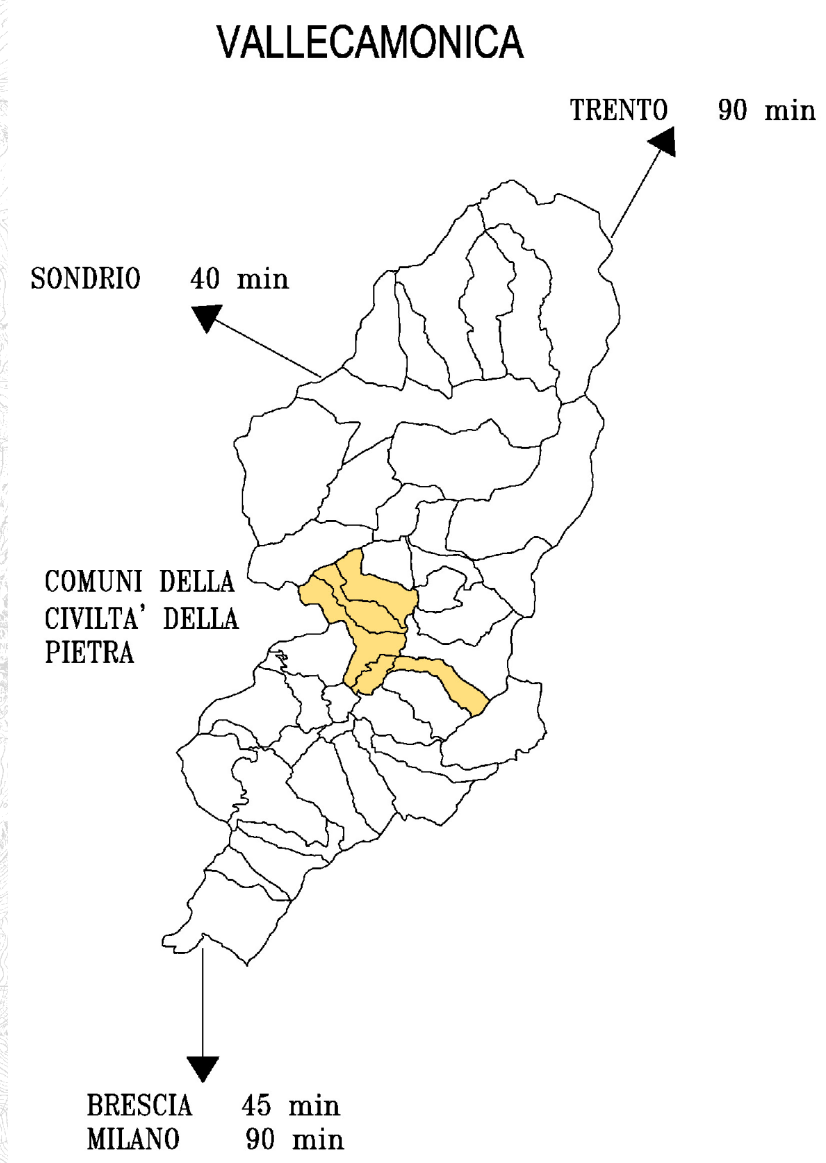 VALLECAMONICA
TRENTO 90 min
SONDRIO 40 min
COMUNI DELLA
CIVILTA' DELLA
PIETRA
BRESCIA 45 min
MILANO 90 min